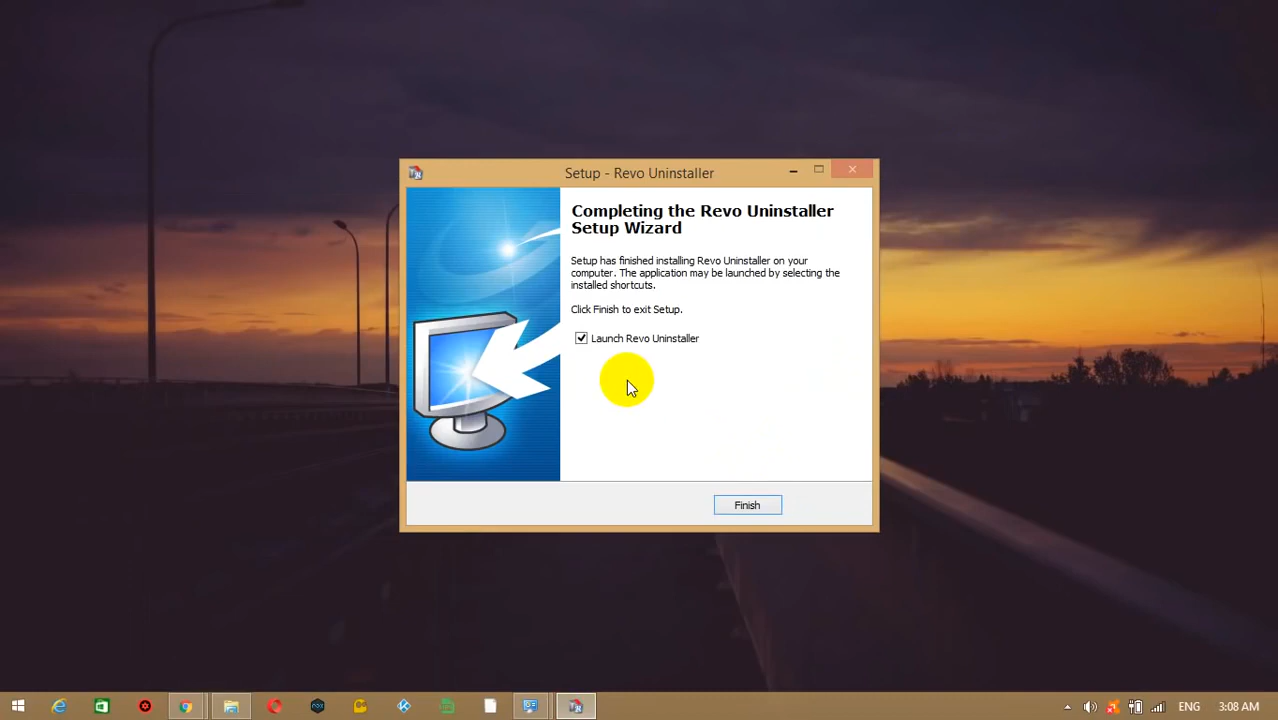 Setup - Revo Uninstaller
Completing the Revo Uninstaller
Setup Wizard
Setup has finished installing Revo Uninstaller on your
computer. The application may be launched by selecting the
installed shortcuts.
Click Finish to exit Setup.
Launch Revo Uninstaller
Finish
ENG
3:08 AM